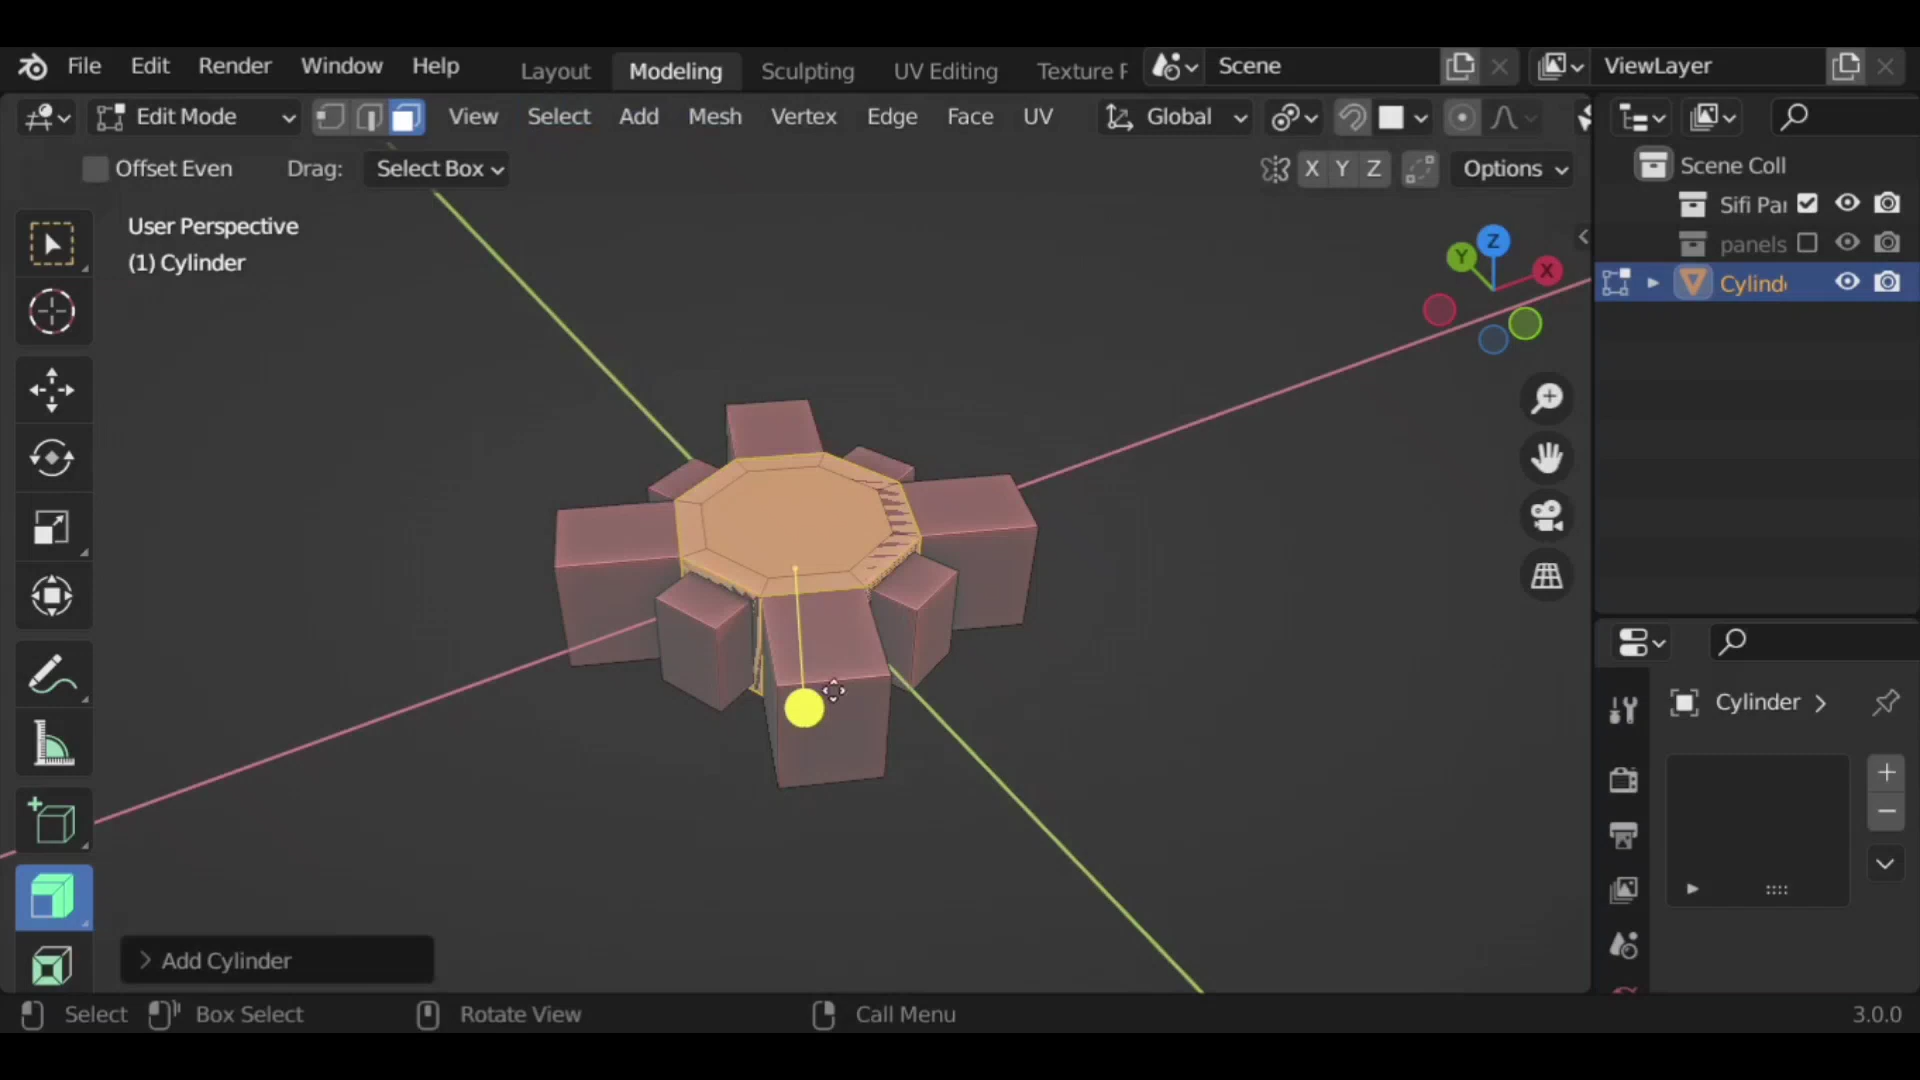 File Edit Render Window Help Layout Modeling Sculpting UV Editing Texture P Scene ViewLayer
Edit Mode View Select Add Mesh Vertex Edge Face UV Global
Offset Even Drag: Select Box X Y Z Options
Scene Coll
Sifi Pa
panels
Cylind
User Perspective
(1) Cylinder
Z
Y
X
Cylinder
Add Cylinder
Select Box Select Rotate View Call Menu 3.0.0